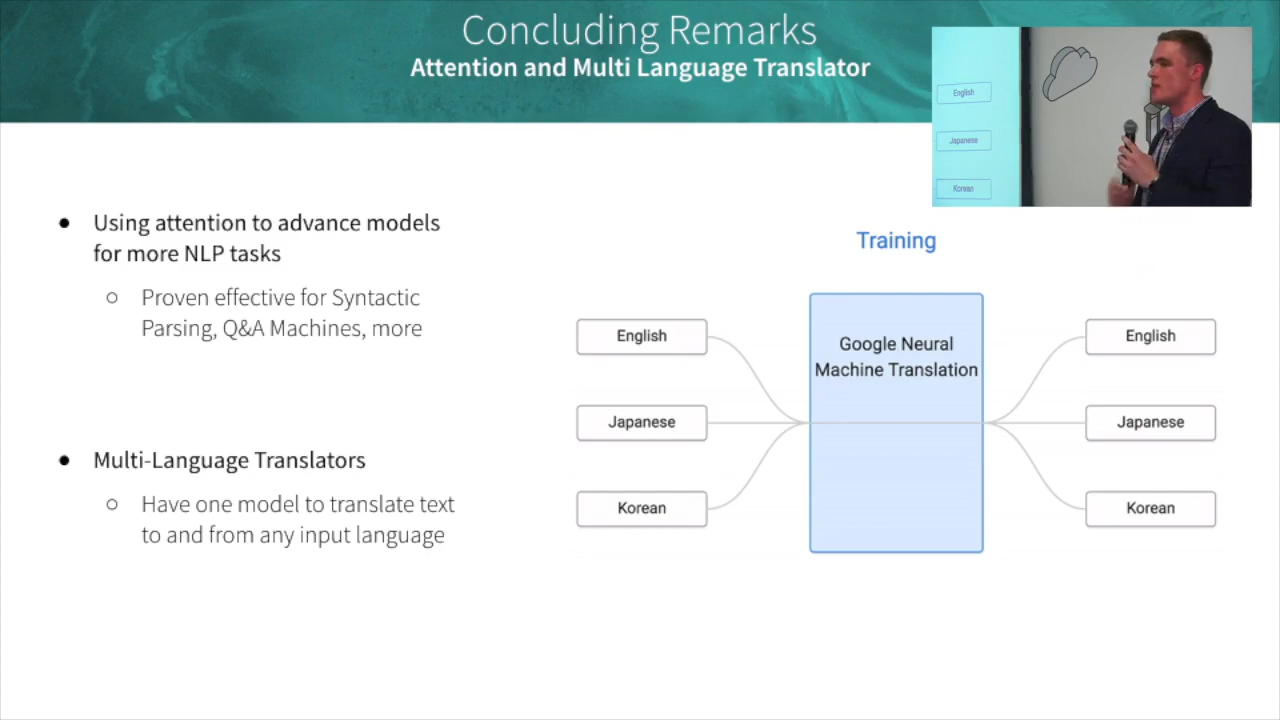 Concluding Remarks
Attention and Multi Language Translator
English
Japanese
Korean
● Using attention to advance models
for more NLP tasks
○ Proven effective for Syntactic
Parsing, Q&A Machines, more
● Multi-Language Translators
○ Have one model to translate text
to and from any input language
Training
English
Japanese
Korean
Google Neural
Machine Translation
English
Japanese
Korean